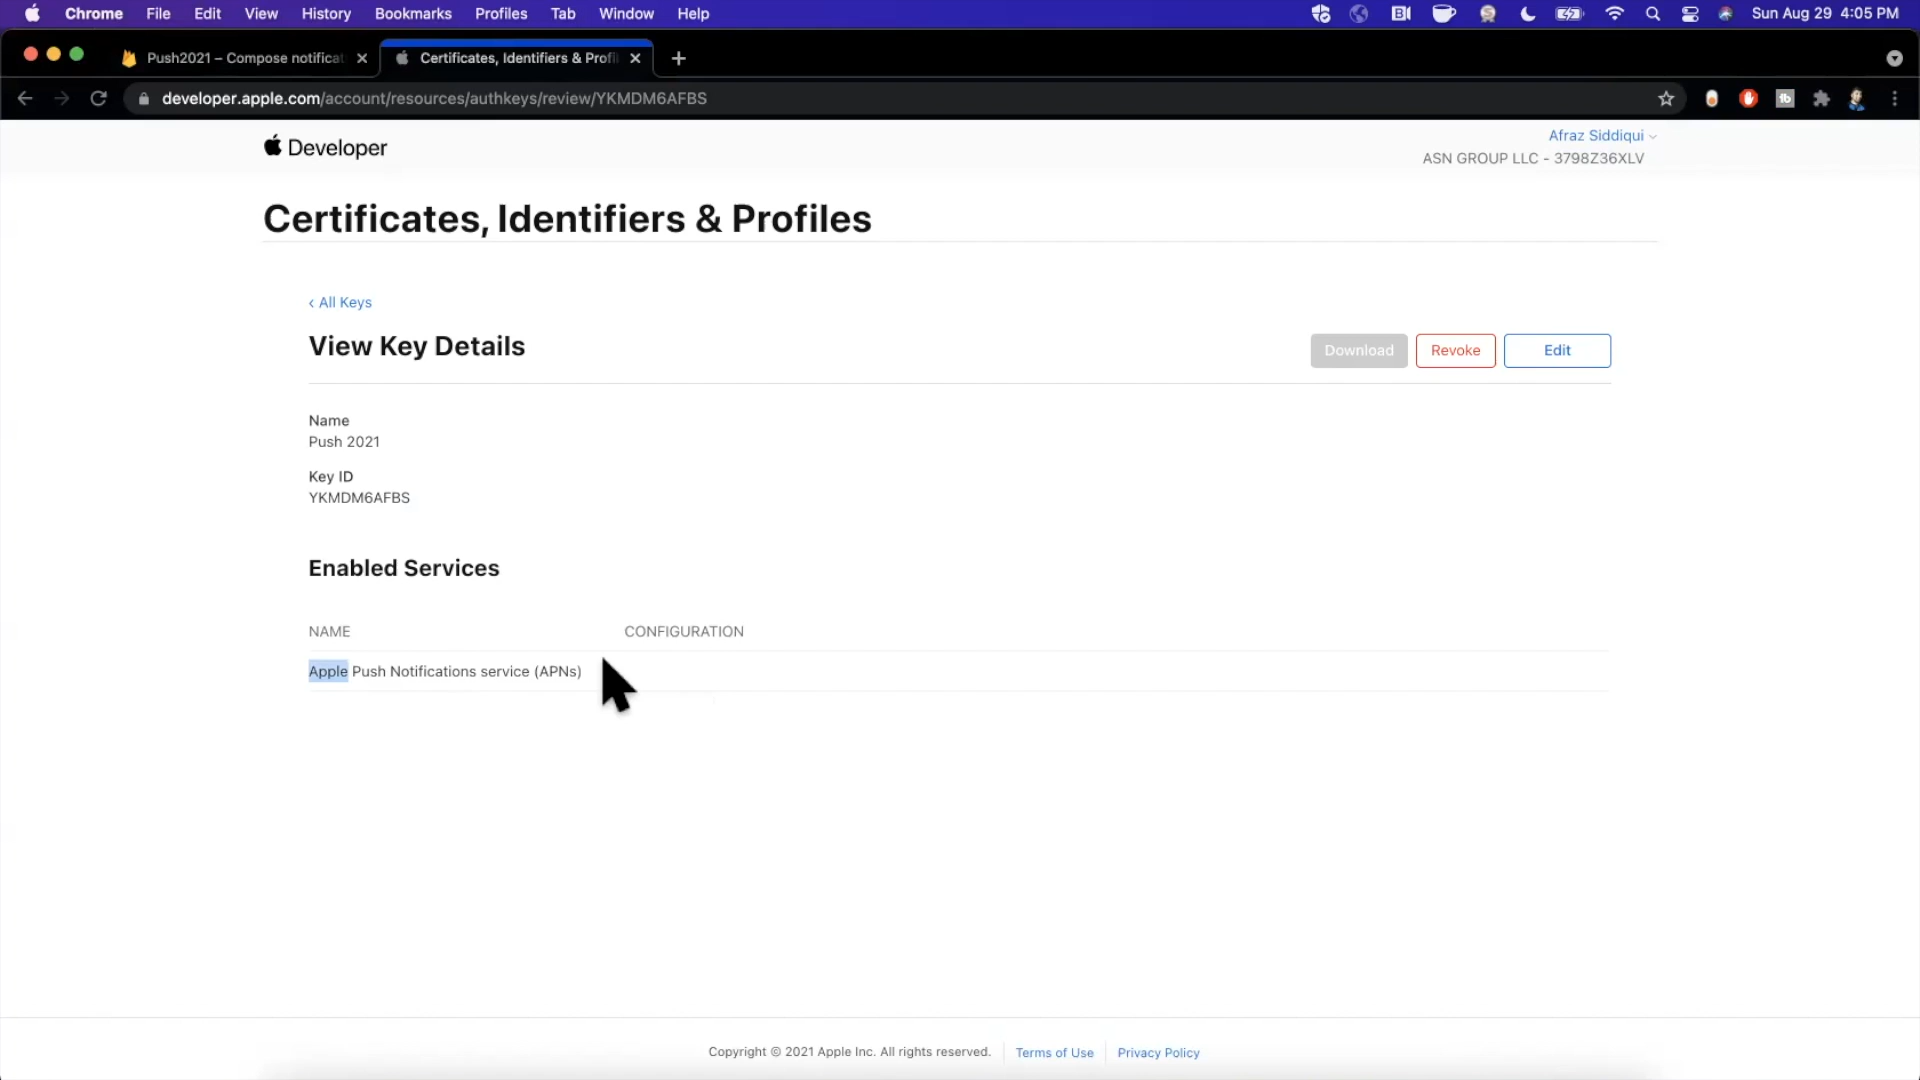 Chrome File Edit View History Bookmarks Profiles Tab Window Help Sun Aug 29 4:05 PM
Push2021 – Compose notificat Certificates, Identifiers & Profi
developer.apple.com/account/resources/authkeys/review/YKMDM6AFBS
Developer
Afraz Siddiqui
ASN GROUP LLC - 3798Z36XLV
Certificates, Identifiers & Profiles
‹ All Keys
View Key Details
Download Revoke Edit
Name
Push 2021
Key ID
YKMDM6AFBS
Enabled Services
NAME CONFIGURATION
Apple Push Notifications service (APNs)
Copyright © 2021 Apple Inc. All rights reserved. Terms of Use Privacy Policy